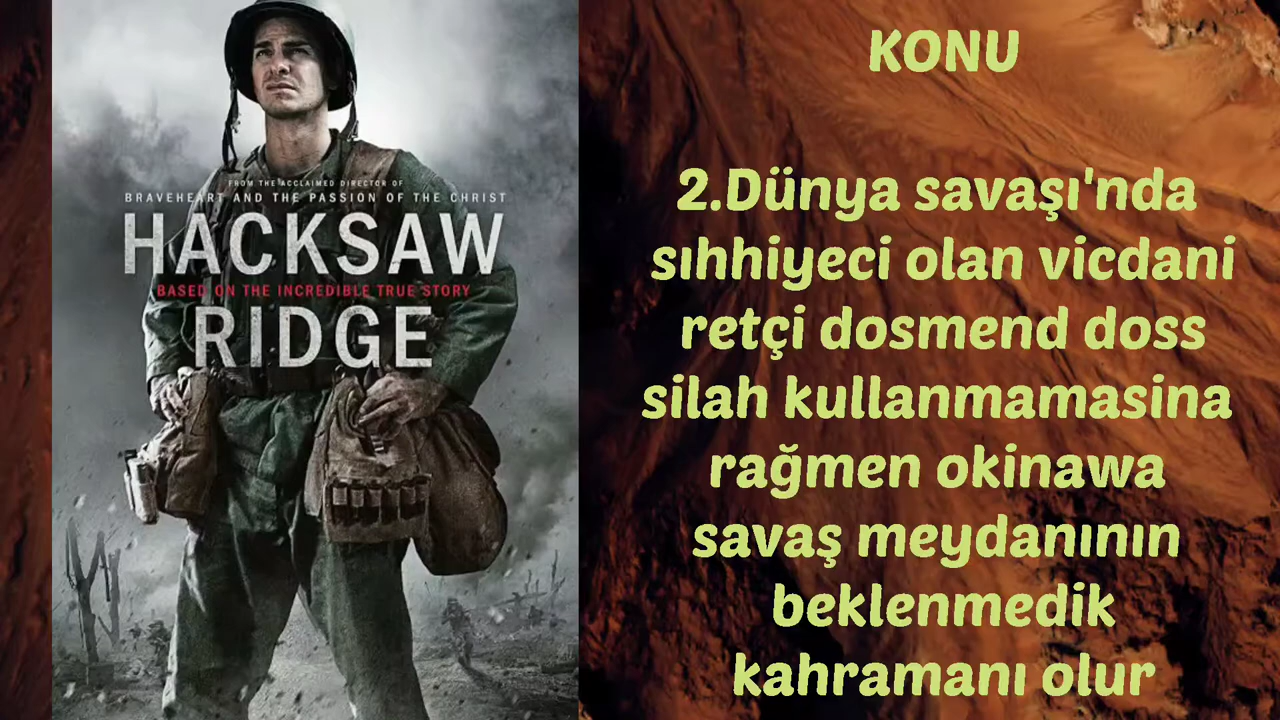 FROM THE ACCLAIMED DIRECTOR OF
BRAVEHEART AND THE PASSION OF THE CHRIST
HACKSAW
BASED ON THE INCREDIBLE TRUE STORY
RIDGE
KONU
2.Dünya savaşı'nda
sıhhiyeci olan vicdani
retçi dosmend doss
silah kullanmamasina
rağmen okinawa
savaş meydanının
beklenmedik
kahramanı olur